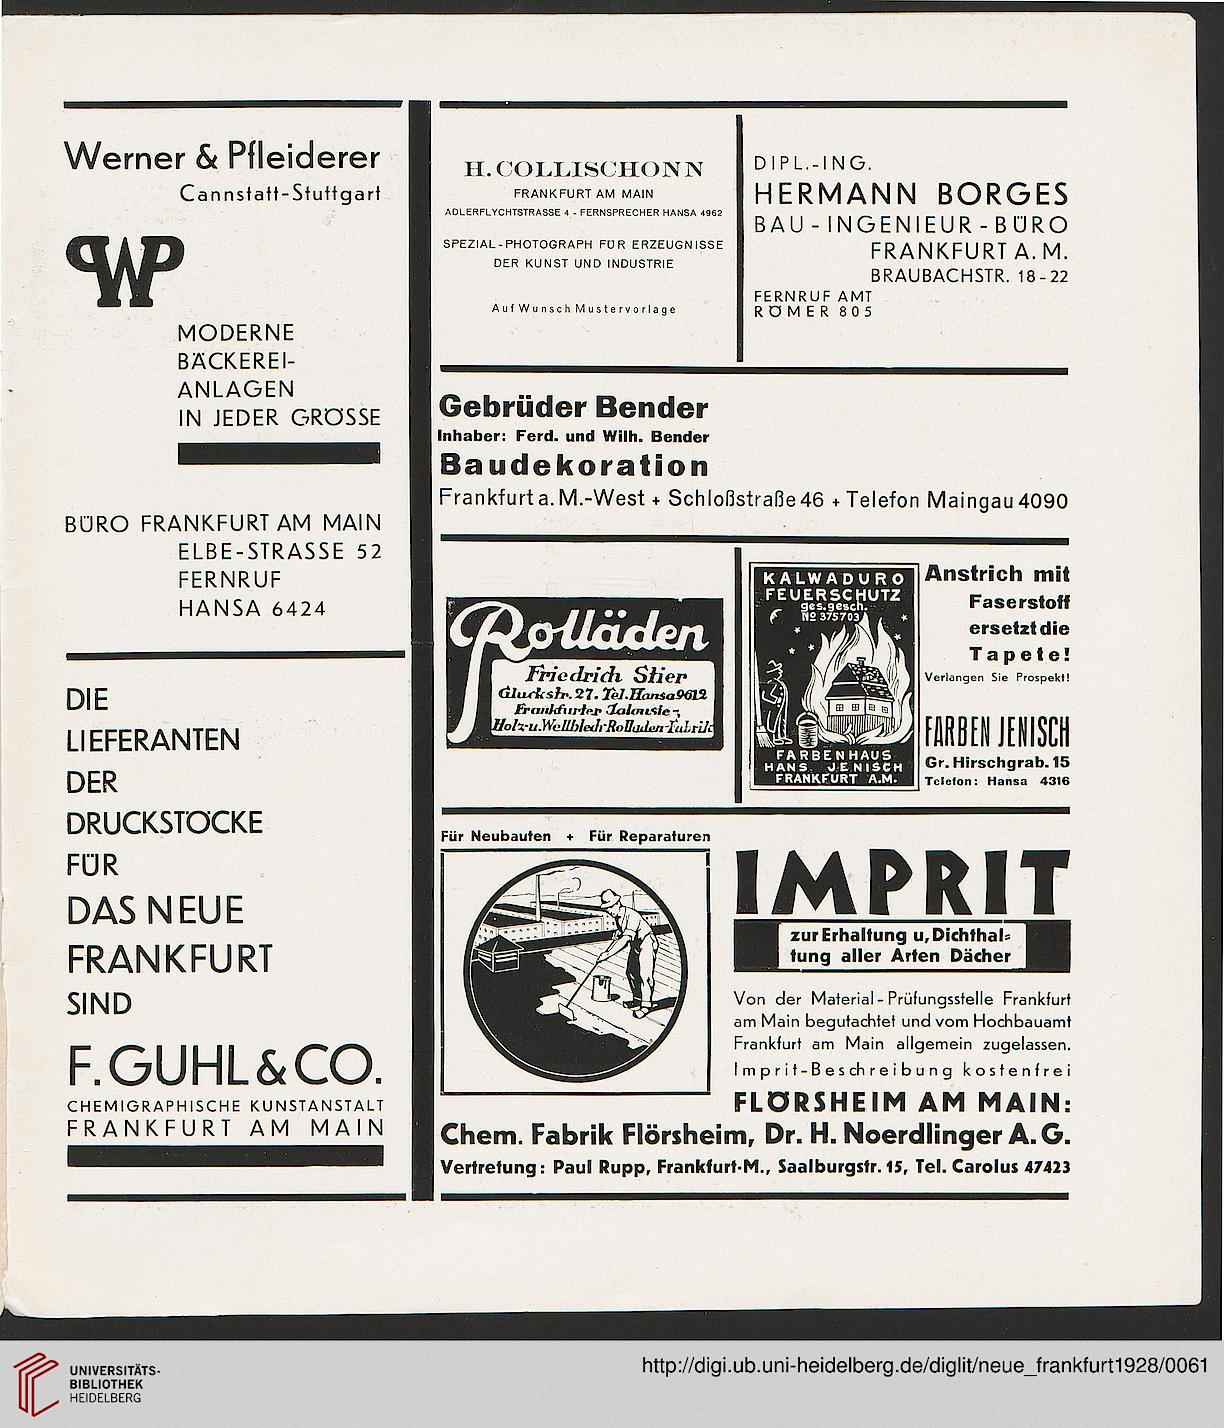 Werner & Pfleiderer
Cannstatt-Stuttgart
WP
MODERNE
BÄCKEREI-
ANLAGEN
IN JEDER GRÖSSE
BÜRO FRANKFURT AM MAIN
ELBE-STRASSE 52
FERNRUF
HANSA 6424
DIE
LIEFERANTEN
DER
DRUCKSTÖCKE
FÜR
DAS NEUE
FRANKFURT
SIND
F. GUHL & CO.
CHEMIGRAPHISCHE KUNSTANSTALT
FRANKFURT AM MAIN
H. COLLISCHONN
FRANKFURT AM MAIN
ADLERFLYCHTSTRASSE 4 - FERNSPRECHER HANSA 4962
SPEZIAL-PHOTOGRAPH FÜR ERZEUGNISSE
DER KUNST UND INDUSTRIE
Auf Wunsch Mustervorlage
DIPL.-ING.
HERMANN BORGES
BAU-INGENIEUR-BÜRO
FRANKFURT A. M.
BRAUBACHSTR. 18-22
FERNRUF AMT
RÖMER 805
Gebrüder Bender
Inhaber: Ferd. und Wilh. Bender
Baudekoration
Frankfurt a. M.-West + Schloßstraße 46 + Telefon Maingau 4090
Rolläden
Friedrich Stier
Gluckstr. 27. Tel. Hansa 9612
Frankfurter Jalousie-,
Holz-u. Wellblech-Rolladen-Fabrik
KALWADURO
FEUERSCHUTZ
ges. gesch.
No 375703
FARBENHAUS
HANS JENISCH
FRANKFURT A.M.
Anstrich mit
Faserstoff
ersetzt die
Tapete!
Verlangen Sie Prospekt!
FARBEN JENISCH
Gr. Hirschgrab. 15
Telefon: Hansa 4316
Für Neubauten + Für Reparaturen
IMPRIT
zur Erhaltung u, Dichthal=
tung aller Arten Dächer
Von der Material-Prüfungsstelle Frankfurt
am Main begutachtet und vom Hochbauamt
Frankfurt am Main allgemein zugelassen.
Imprit-Beschreibung kostenfrei
FLÖRSHEIM AM MAIN:
Chem. Fabrik Flörsheim, Dr. H. Noerdlinger A. G.
Vertretung: Paul Rupp, Frankfurt-M., Saalburgstr. 15, Tel. Carolus 47423
UNIVERSITÄTS-
BIBLIOTHEK
HEIDELBERG
http://digi.ub.uni-heidelberg.de/diglit/neue_frankfurt1928/0061